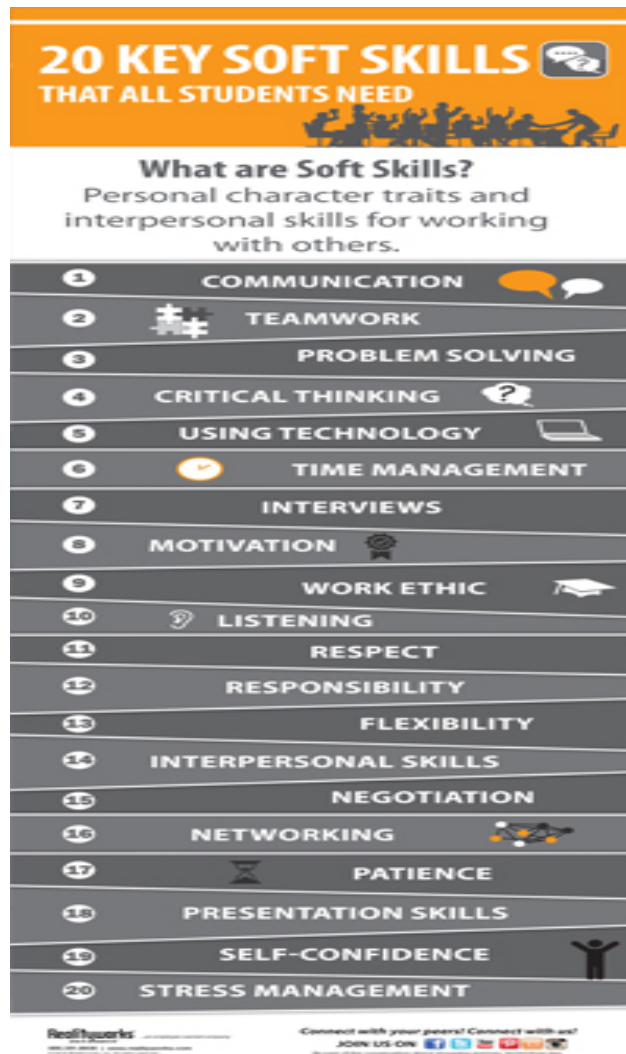 20 KEY SOFT SKILLS
THAT ALL STUDENTS NEED
What are Soft Skills?
Personal character traits and
interpersonal skills for working
with others.
1 COMMUNICATION
2 TEAMWORK
3 PROBLEM SOLVING
4 CRITICAL THINKING ?
5 USING TECHNOLOGY
6 TIME MANAGEMENT
7 INTERVIEWS
8 MOTIVATION
9 WORK ETHIC
10 LISTENING
11 RESPECT
12 RESPONSIBILITY
13 FLEXIBILITY
14 INTERPERSONAL SKILLS
15 NEGOTIATION
16 NETWORKING
17 PATIENCE
18 PRESENTATION SKILLS
19 SELF-CONFIDENCE
20 STRESS MANAGEMENT
Realityworks
Connect with your peers! Connect with us!
JOIN US ON